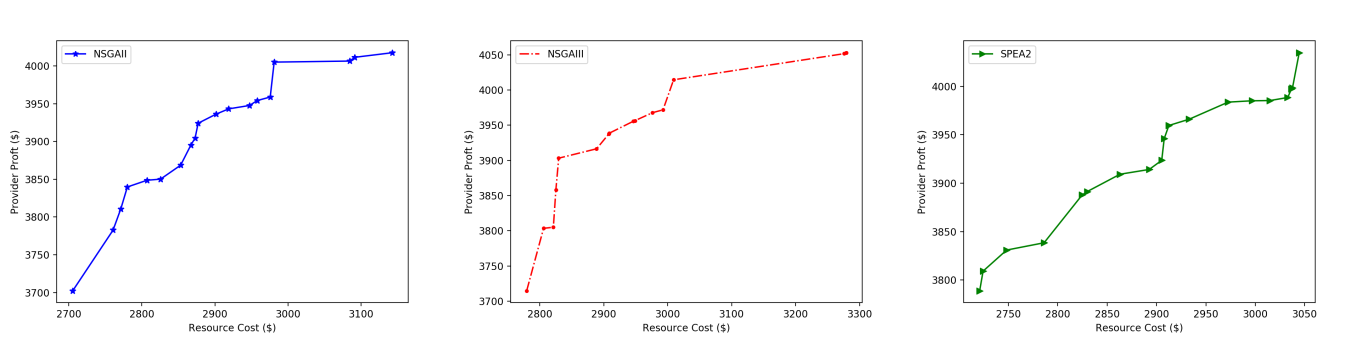 NSGAII
4000
3950
3900
3850
3800
3750
3700
Provider Proft ($)
2700 2800 2900 3000 3100
Resource Cost ($)
NSGAIII
4050
4000
3950
3900
3850
3800
3750
3700
Provider Proft ($)
2800 2900 3000 3100 3200 3300
Resource Cost ($)
SPEA2
4000
3950
3900
3850
3800
Provider Proft ($)
2750 2800 2850 2900 2950 3000 3050
Resource Cost ($)